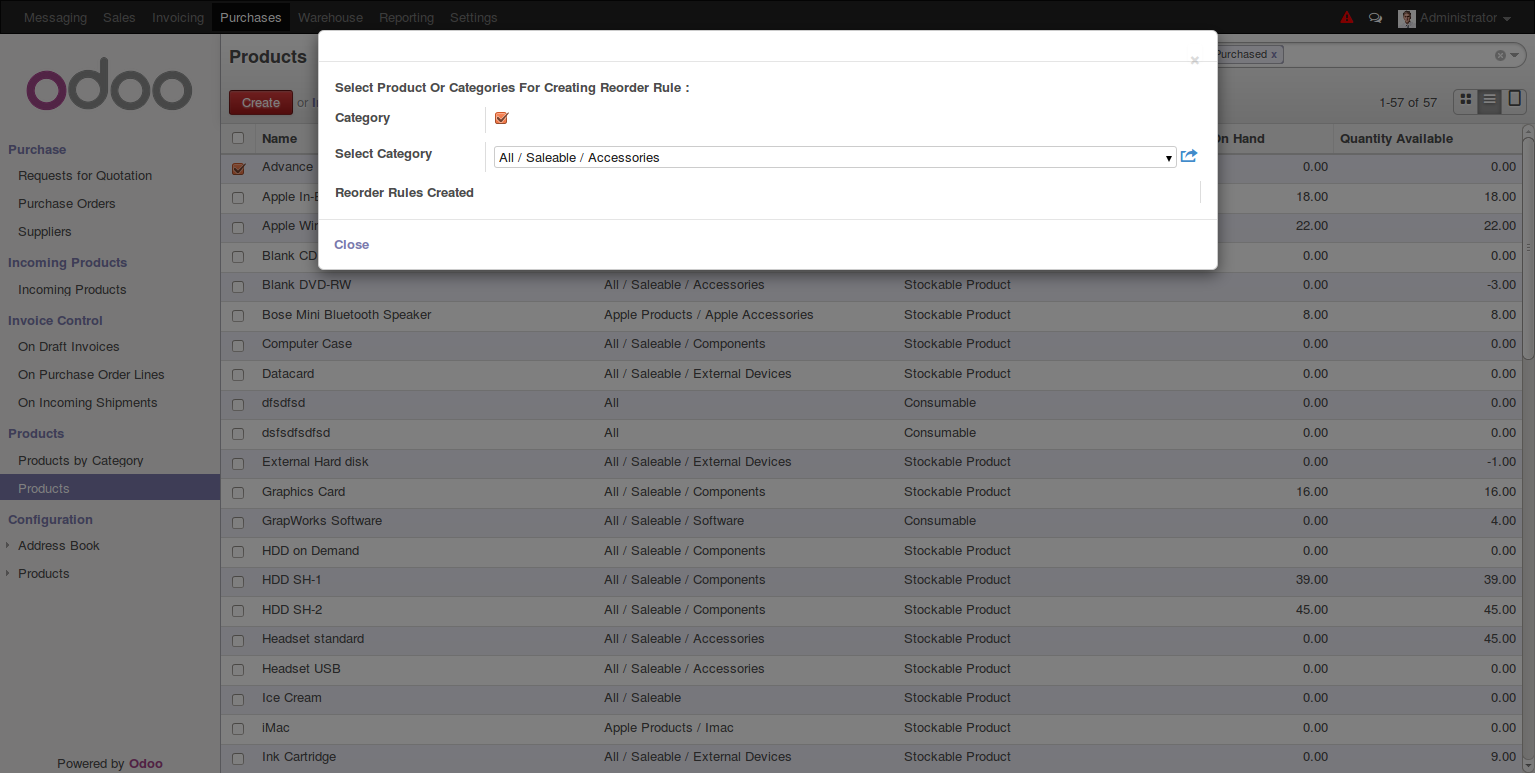 Messaging Sales Invoicing Purchases Warehouse Reporting Settings Administrator
odoo
Purchase
Requests for Quotation
Purchase Orders
Suppliers
Incoming Products
Incoming Products
Invoice Control
On Draft Invoices
On Purchase Order Lines
On Incoming Shipments
Products
Products by Category
Products
Configuration
Address Book
Products
Powered by Odoo
Products
Purchased x
Create or
1-57 of 57
×
Select Product Or Categories For Creating Reorder Rule :
Category
Select Category All / Saleable / Accessories
Reorder Rules Created
Close
Name On Hand Quantity Available
Advance 0.00 0.00
Apple 18.00 18.00
Apple 22.00 22.00
Blank CD 0.00 0.00
Blank DVD-RW All / Saleable / Accessories Stockable Product 0.00 -3.00
Bose Mini Bluetooth Speaker Apple Products / Apple Accessories Stockable Product 8.00 8.00
Computer Case All / Saleable / Components Stockable Product 0.00 0.00
Datacard All / Saleable / External Devices Stockable Product 0.00 0.00
dfsdfsd All Consumable 0.00 0.00
dsfsdfsdfsd All Consumable 0.00 0.00
External Hard disk All / Saleable / External Devices Stockable Product 0.00 -1.00
Graphics Card All / Saleable / Components Stockable Product 16.00 16.00
GrapWorks Software All / Saleable / Software Consumable 0.00 4.00
HDD on Demand All / Saleable / Components Stockable Product 0.00 0.00
HDD SH-1 All / Saleable / Components Stockable Product 39.00 39.00
HDD SH-2 All / Saleable / Components Stockable Product 45.00 45.00
Headset standard All / Saleable / Accessories Stockable Product 0.00 45.00
Headset USB All / Saleable / Accessories Stockable Product 0.00 0.00
Ice Cream All / Saleable Stockable Product 0.00 0.00
iMac Apple Products / Imac Stockable Product 0.00 0.00
Ink Cartridge All / Saleable / External Devices Stockable Product 0.00 9.00